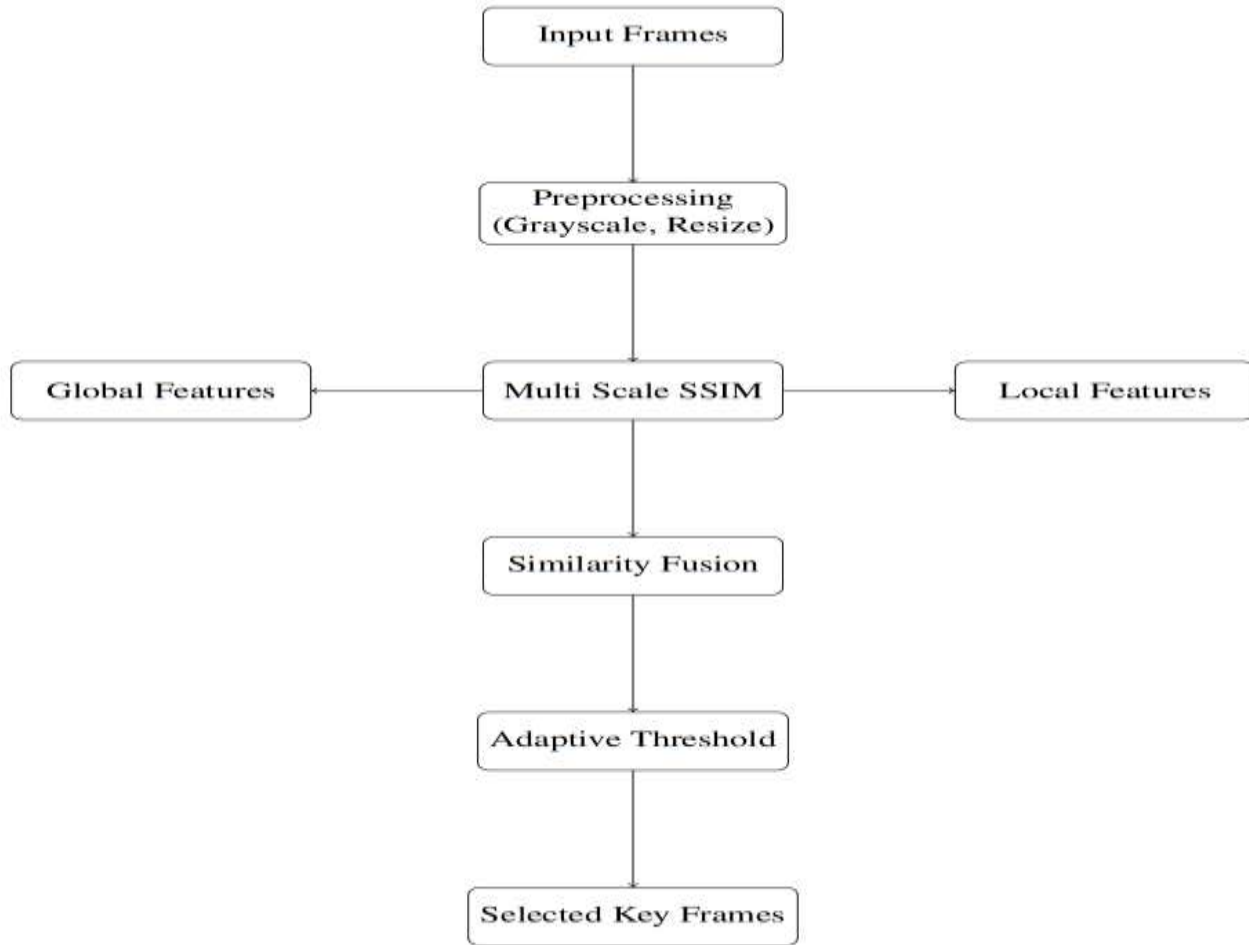 Input Frames
Preprocessing
(Grayscale, Resize)
Global Features
Multi Scale SSIM
Local Features
Similarity Fusion
Adaptive Threshold
Selected Key Frames